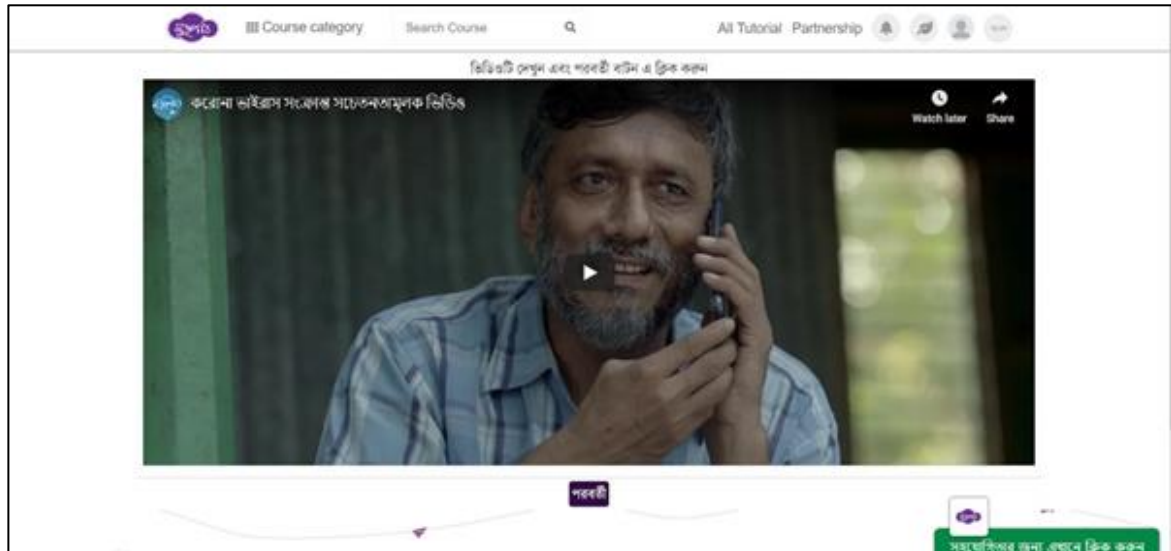 মুক্তপাঠ
Course category
Search Course
All Tutorial Partnership
ভিডিওটি দেখুন এবং পরবর্তী বাটন এ ক্লিক করুন
করোনা ভাইরাস সংক্রান্ত সচেতনতামূলক ভিডিও
Watch later
Share
পরবর্তী
সহযোগিতার জন্য এখানে ক্লিক করুন